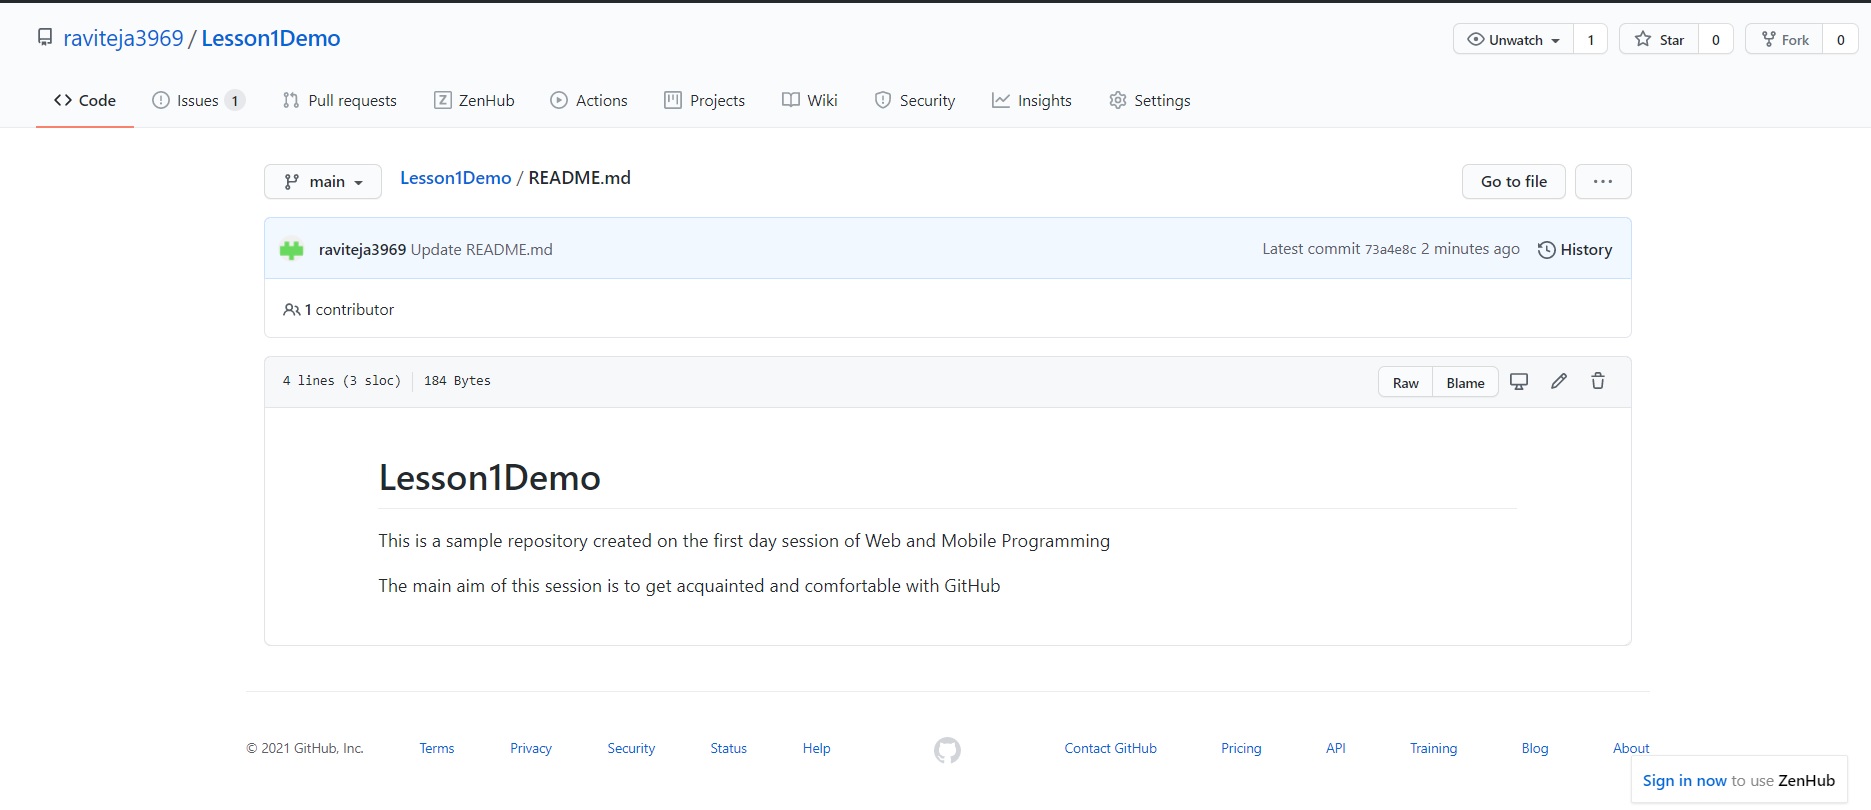 raviteja3969 / Lesson1Demo
Unwatch 1 Star 0 Fork 0
Code Issues 1 Pull requests ZenHub Actions Projects Wiki Security Insights Settings
main Lesson1Demo / README.md Go to file ...
raviteja3969 Update README.md Latest commit 73a4e8c 2 minutes ago History
1 contributor
4 lines (3 sloc) 184 Bytes Raw Blame
Lesson1Demo
This is a sample repository created on the first day session of Web and Mobile Programming
The main aim of this session is to get acquainted and comfortable with GitHub
© 2021 GitHub, Inc. Terms Privacy Security Status Help Contact GitHub Pricing API Training Blog About
Sign in now to use ZenHub